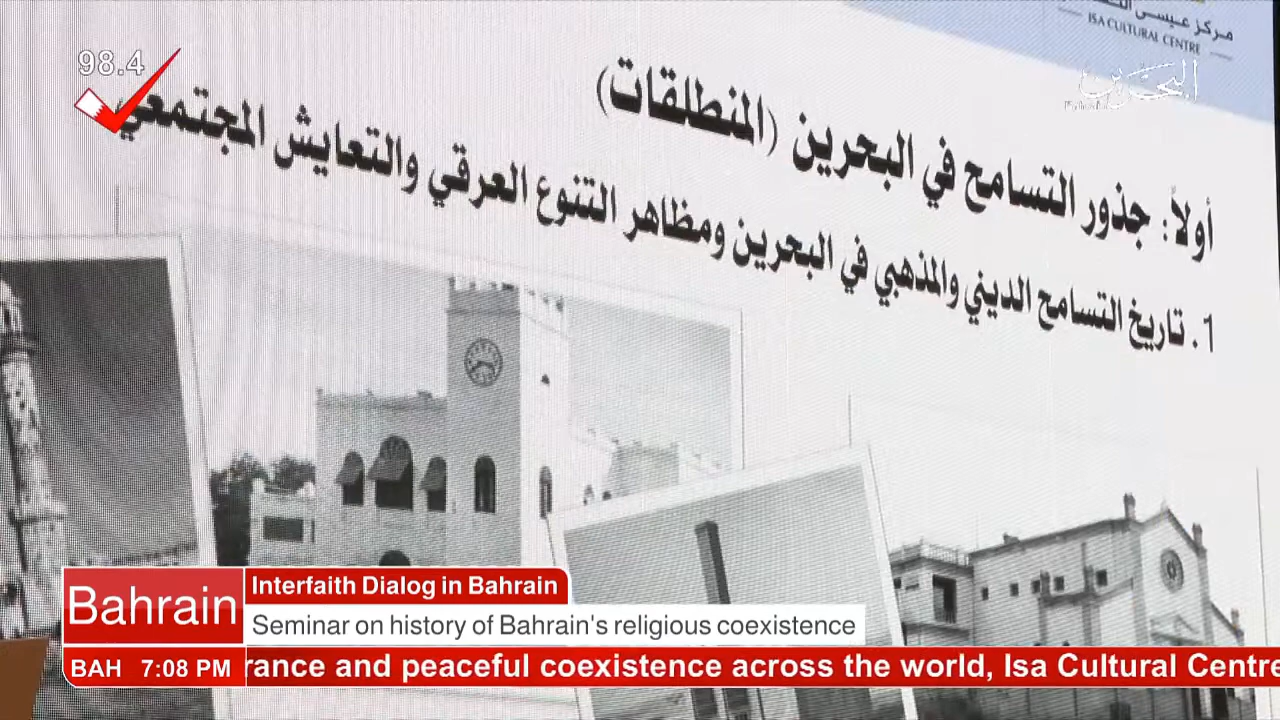 مركز عيسى
ISA CULTURAL CENTRE
98.4
البحرين
أولاً: جذور التسامح في البحرين (المنطلقات)
1. تاريخ التسامح الديني والمذهبي في البحرين ومظاهر التنوع العرقي والتعايش المجتمعي
Bahrain
Interfaith Dialog in Bahrain
Seminar on history of Bahrain's religious coexistence
BAH 7:08 PM
rance and peaceful coexistence across the world, Isa Cultural Centre